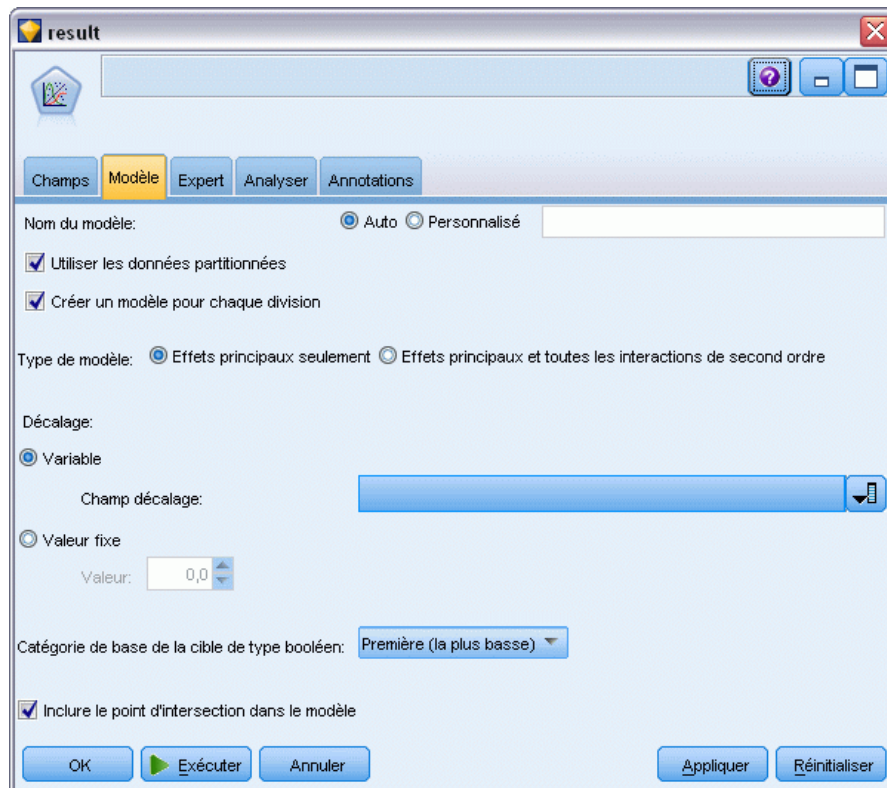 result
Champs Modèle Expert Analyser Annotations
Nom du modèle: Auto Personnalisé
Utiliser les données partitionnées
Créer un modèle pour chaque division
Type de modèle: Effets principaux seulement Effets principaux et toutes les interactions de second ordre
Décalage:
Variable
Champ décalage:
Valeur fixe
Valeur: 0,0
Catégorie de base de la cible de type booléen: Première (la plus basse)
Inclure le point d'intersection dans le modèle
OK Exécuter Annuler Appliquer Réinitialiser